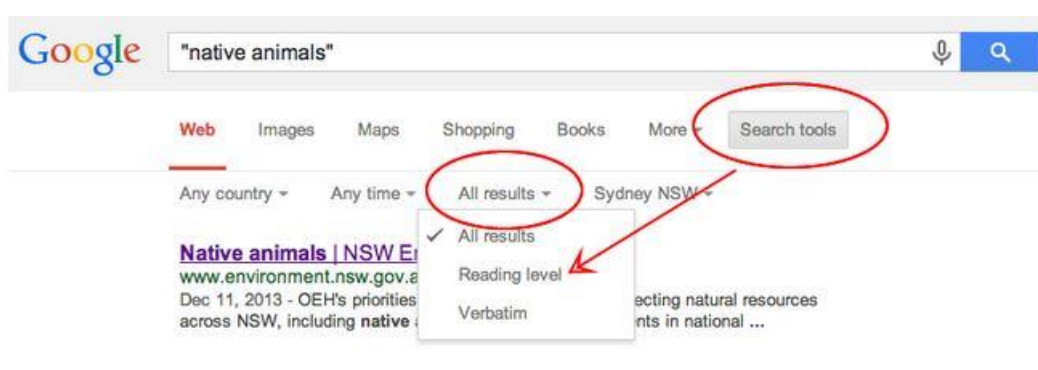 Google "native animals"
Web Images Maps Shopping Books More Search tools
Any country Any time All results Sydney NSW
All results
Reading level
Verbatim
Native animals | NSW E
www.environment.nsw.gov.a
Dec 11, 2013 - OEH's priorities ecting natural resources
across NSW, including native nts in national ...